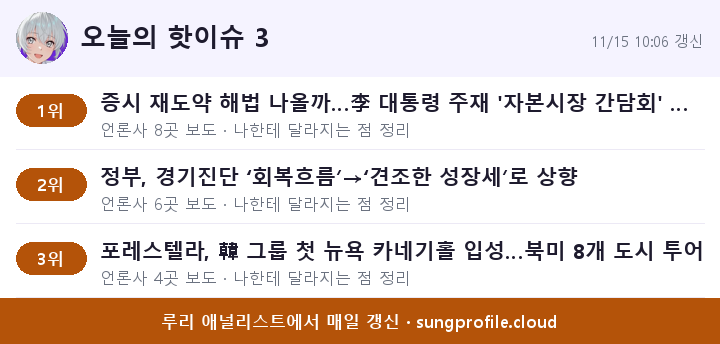 오늘의 핫이슈 3
11/15 10:06 갱신
1위
증시 재도약 해법 나올까…李 대통령 주재 '자본시장 간담회' …
언론사 8곳 보도 · 나한테 달라지는 점 정리
2위
정부, 경기진단 ‘회복흐름’→‘견조한 성장세’로 상향
언론사 6곳 보도 · 나한테 달라지는 점 정리
3위
포레스텔라, 韓 그룹 첫 뉴욕 카네기홀 입성…북미 8개 도시 투어
언론사 4곳 보도 · 나한테 달라지는 점 정리
루리 애널리스트에서 매일 갱신 · sungprofile.cloud